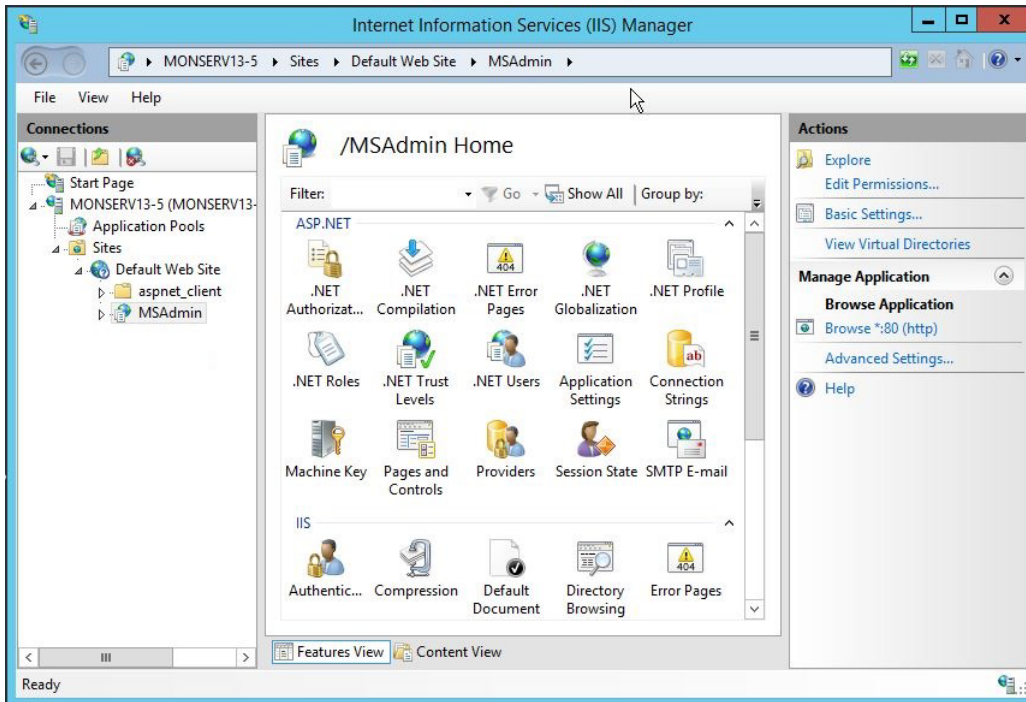 Internet Information Services (IIS) Manager
MONSERV13-5 Sites Default Web Site MSAdmin
File View Help
Connections
Start Page
MONSERV13-5 (MONSERV13-
Application Pools
Sites
Default Web Site
aspnet_client
MSAdmin
/MSAdmin Home
Filter: Go Show All Group by:
ASP.NET
.NET Authorizat...
.NET Compilation
.NET Error Pages
.NET Globalization
.NET Profile
.NET Roles
.NET Trust Levels
.NET Users
Application Settings
Connection Strings
Machine Key
Pages and Controls
Providers
Session State
SMTP E-mail
IIS
Authentic...
Compression
Default Document
Directory Browsing
Error Pages
Features View Content View
Actions
Explore
Edit Permissions...
Basic Settings...
View Virtual Directories
Manage Application
Browse Application
Browse *:80 (http)
Advanced Settings...
Help
Ready